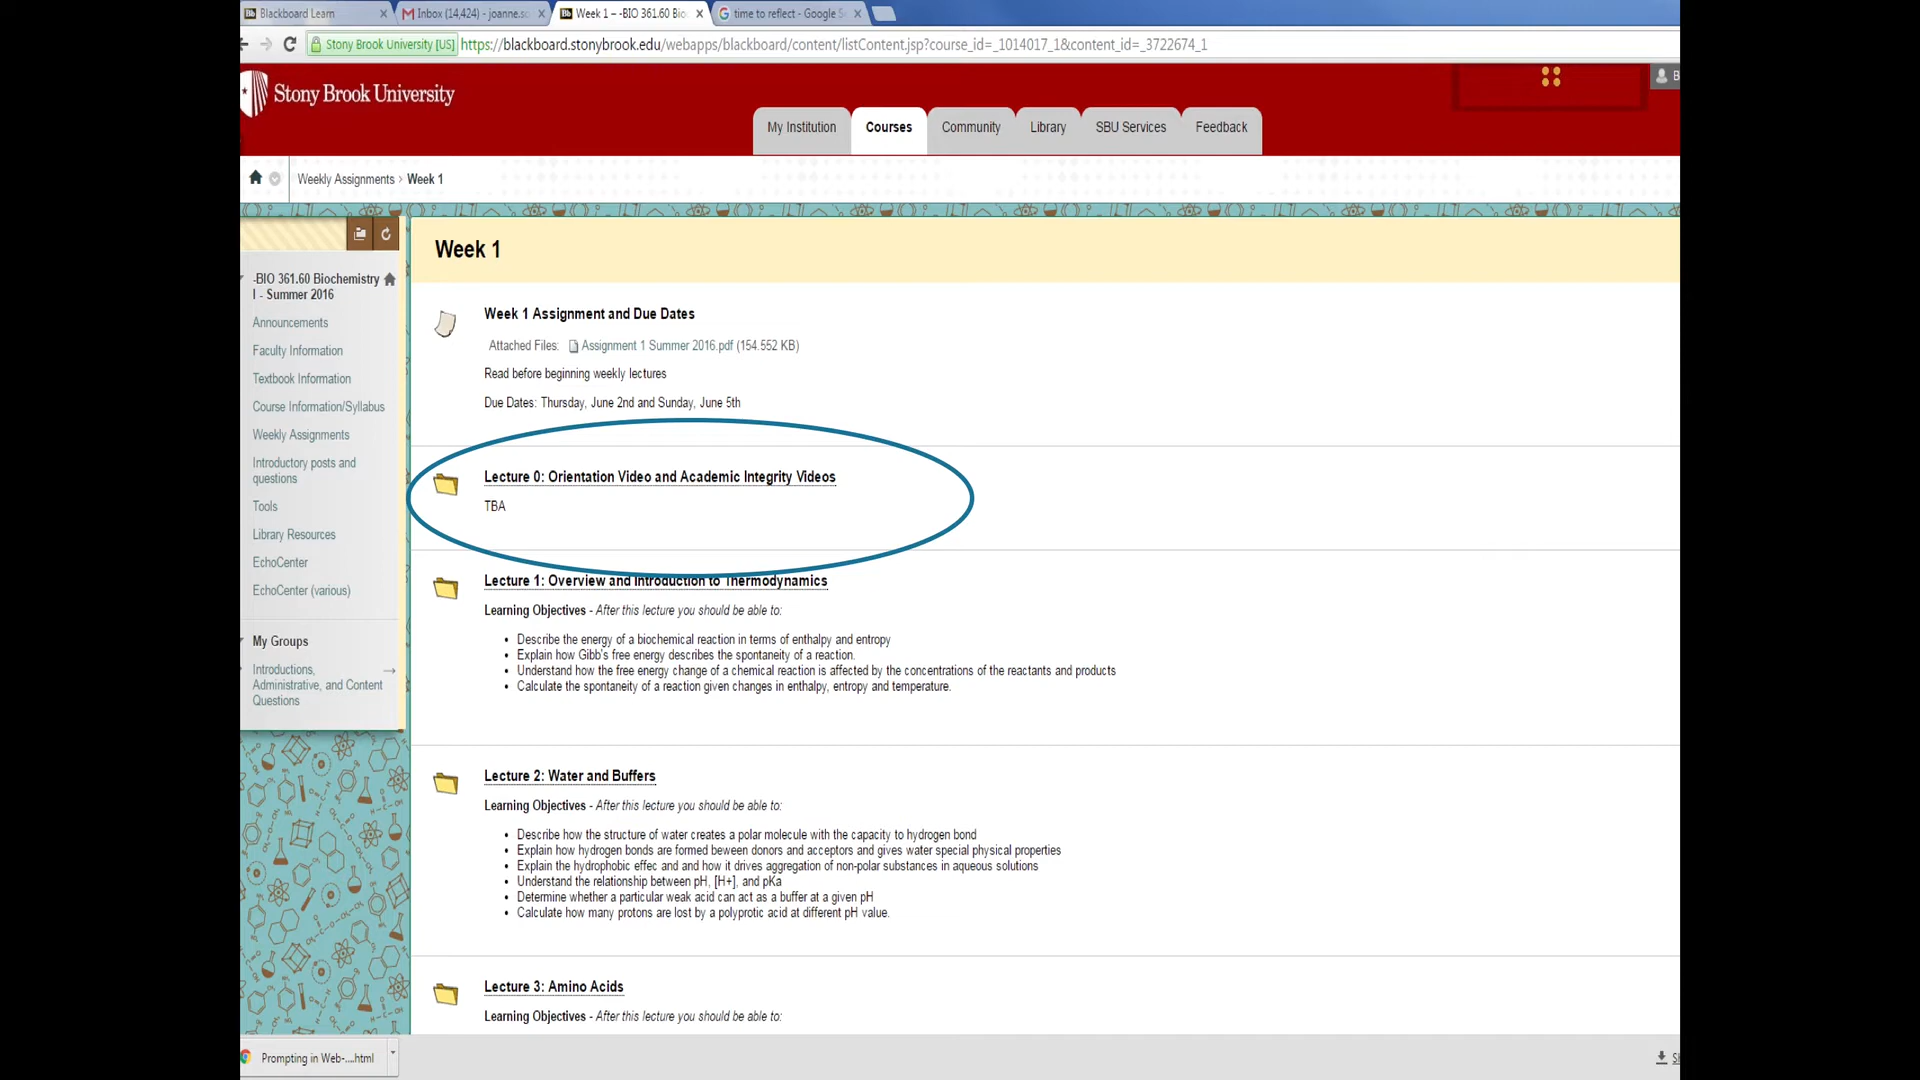 Blackboard Learn
Inbox (14,424) - joanne.so
Week 1 – -BIO 361.60 Bio
time to reflect - Google S
Stony Brook University [US] https://blackboard.stonybrook.edu/webapps/blackboard/content/listContent.jsp?course_id=_1014017_1&content_id=_3722674_1
Stony Brook University
B
My Institution
Courses
Community
Library
SBU Services
Feedback
Weekly Assignments > Week 1
-BIO 361.60 Biochemistry
I - Summer 2016
Announcements
Faculty Information
Textbook Information
Course Information/Syllabus
Weekly Assignments
Introductory posts and
questions
Tools
Library Resources
EchoCenter
EchoCenter (various)
My Groups
Introductions,
Administrative, and Content
Questions
Week 1
Week 1 Assignment and Due Dates
Attached Files: Assignment 1 Summer 2016.pdf (154.552 KB)
Read before beginning weekly lectures
Due Dates: Thursday, June 2nd and Sunday, June 5th
Lecture 0: Orientation Video and Academic Integrity Videos
TBA
Lecture 1: Overview and Introduction to Thermodynamics
Learning Objectives - After this lecture you should be able to:
• Describe the energy of a biochemical reaction in terms of enthalpy and entropy
• Explain how Gibb's free energy describes the spontaneity of a reaction.
• Understand how the free energy change of a chemical reaction is affected by the concentrations of the reactants and products
• Calculate the spontaneity of a reaction given changes in enthalpy, entropy and temperature.
Lecture 2: Water and Buffers
Learning Objectives - After this lecture you should be able to:
• Describe how the structure of water creates a polar molecule with the capacity to hydrogen bond
• Explain how hydrogen bonds are formed beween donors and acceptors and gives water special physical properties
• Explain the hydrophobic effec and and how it drives aggregation of non-polar substances in aqueous solutions
• Understand the relationship between pH, [H+], and pKa
• Determine whether a particular weak acid can act as a buffer at a given pH
• Calculate how many protons are lost by a polyprotic acid at different pH value.
Lecture 3: Amino Acids
Learning Objectives - After this lecture you should be able to:
Prompting in Web-....html